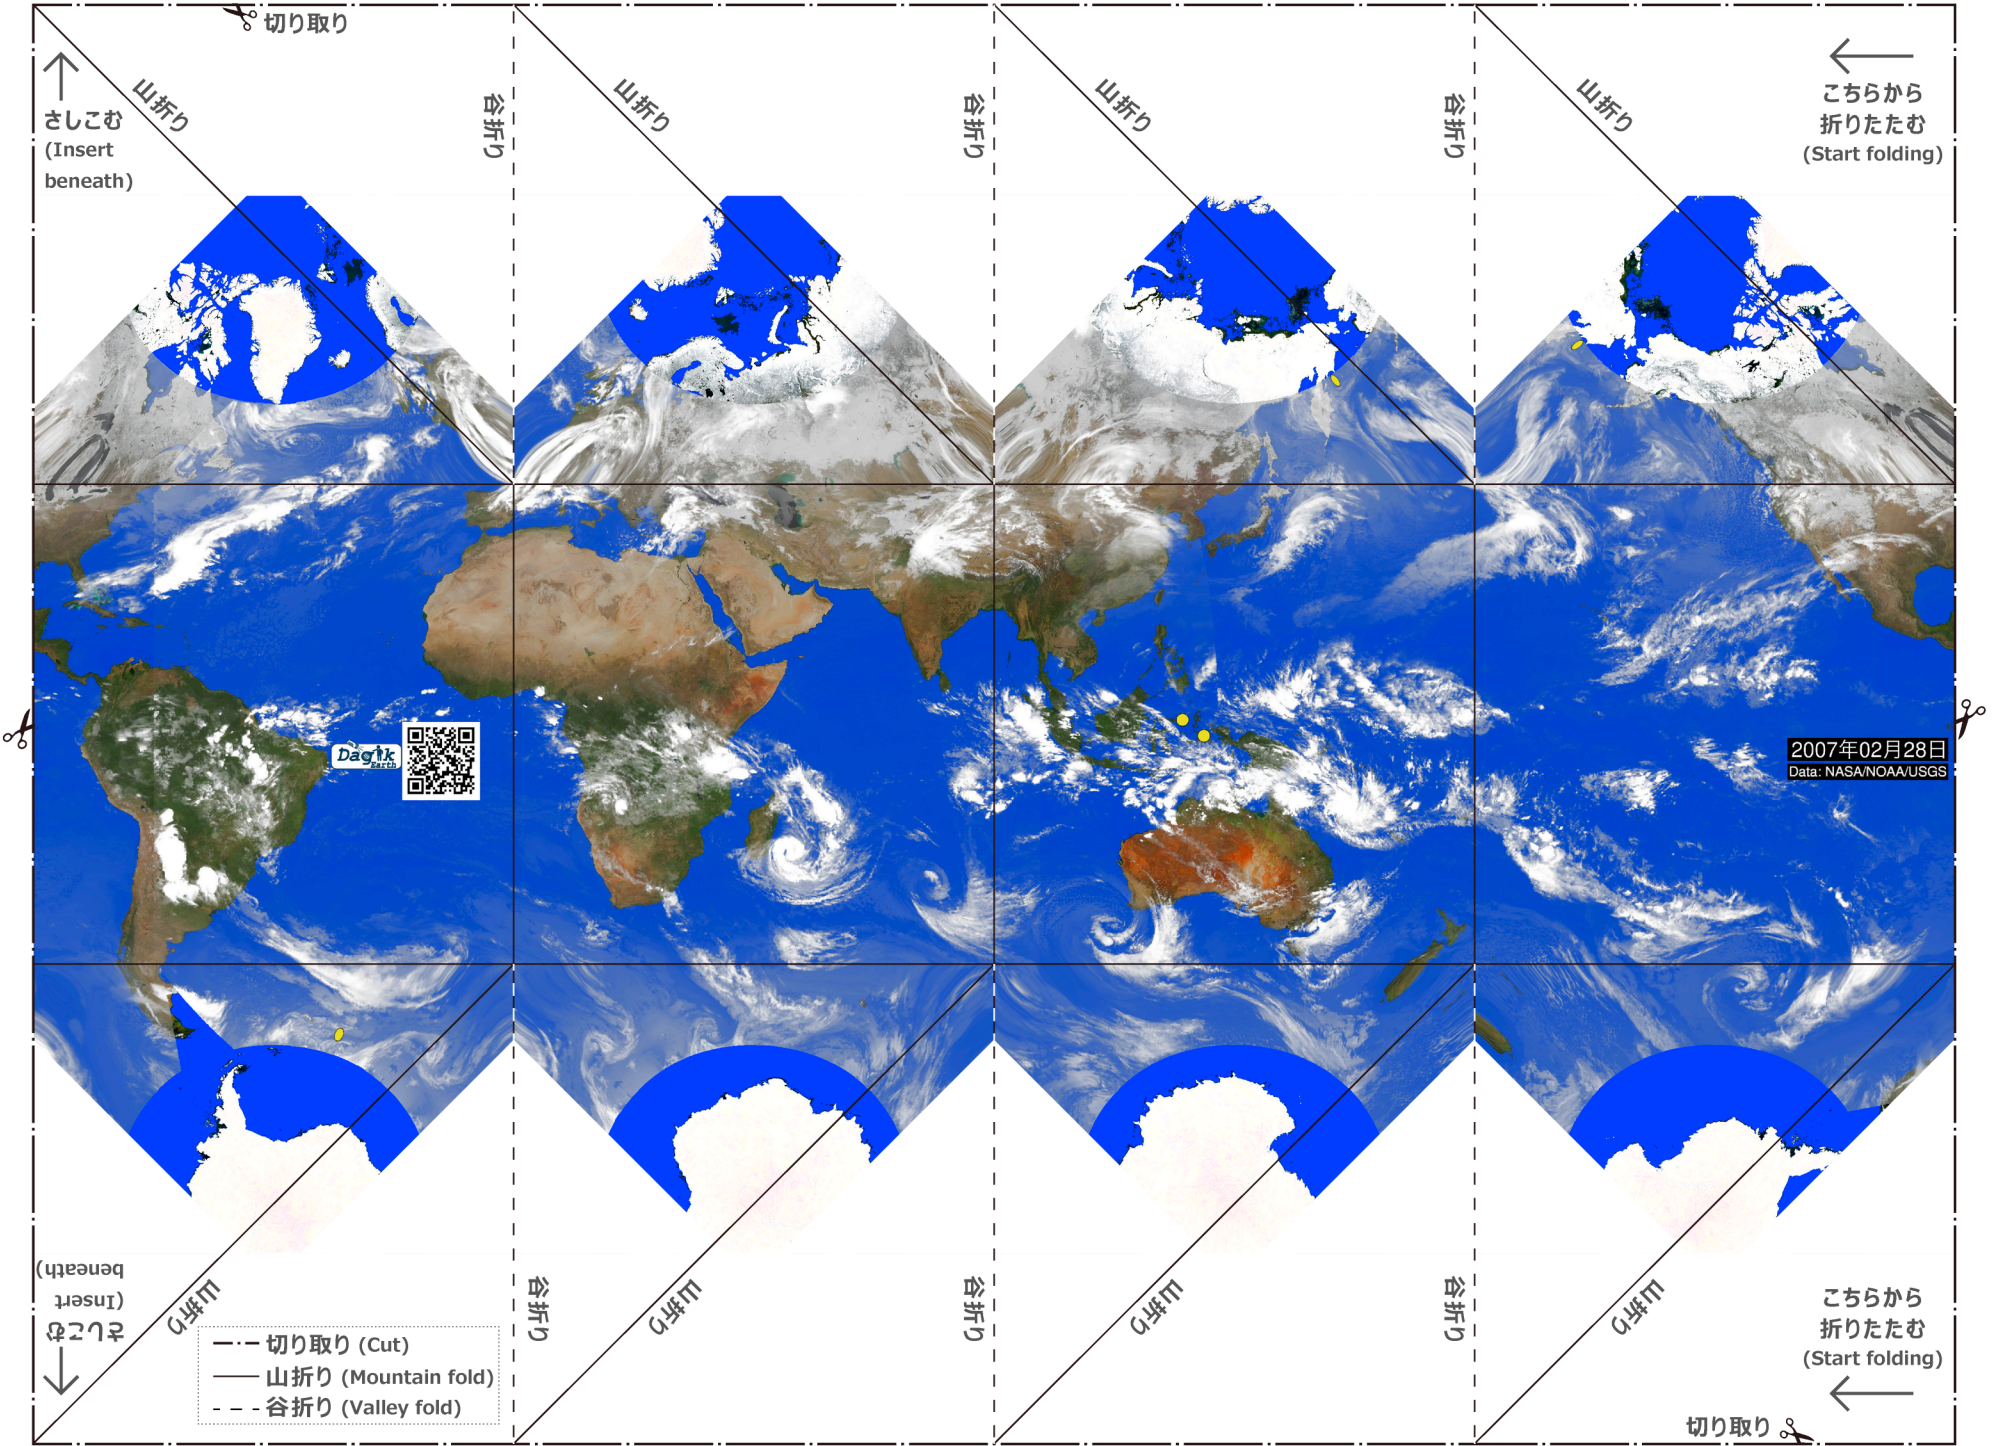 切り取り
山折り
谷折り
山折り
谷折り
山折り
谷折り
山折り
さしこむ
(Insert
beneath)
こちらから
折りたたむ
(Start folding)
Dagik
Earth
2007年02月28日
Data: NASA/NOAA/USGS
さしこむ
(Insert
beneath)
山折り
谷折り
山折り
谷折り
山折り
谷折り
山折り
こちらから
折りたたむ
(Start folding)
切り取り (Cut)
山折り (Mountain fold)
谷折り (Valley fold)
切り取り